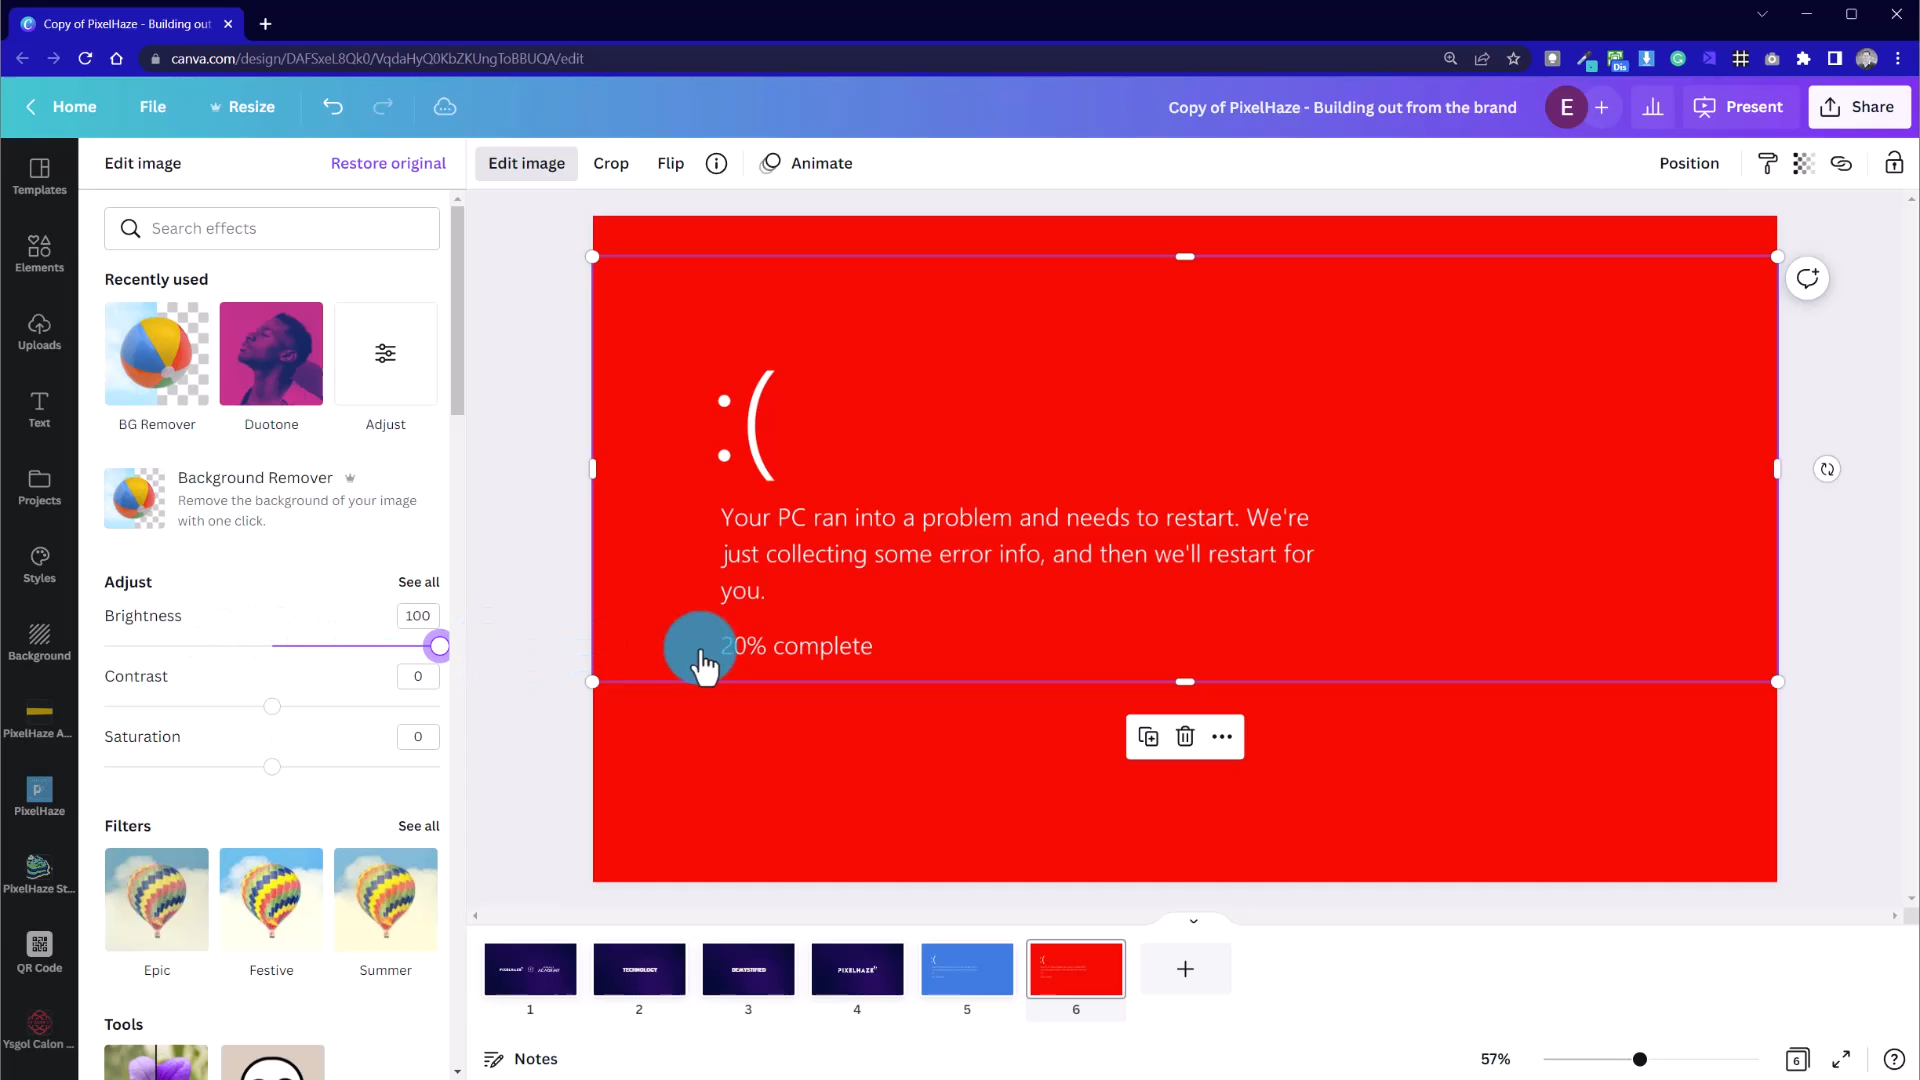 Copy of PixelHaze - Building out
canva.com/design/DAFSxeL8Qk0/VqdaHyQ0KbZKUngToBBUQA/edit
Dis
Home
File
Resize
Copy of PixelHaze - Building out from the brand
E
Present
Share
Templates
Elements
Uploads
Text
Projects
Styles
Background
PixelHaze A...
PixelHaze
PixelHaze St...
QR Code
Ysgol Calon ...
Edit image
Restore original
Search effects
Recently used
BG Remover
Duotone
Adjust
Background Remover
Remove the background of your image
with one click.
Adjust
See all
Brightness
100
Contrast
0
Saturation
0
Filters
See all
Epic
Festive
Summer
Tools
Edit image
Crop
Flip
Animate
Position
:(
Your PC ran into a problem and needs to restart. We're
just collecting some error info, and then we'll restart for
you.
20% complete
TECHNOLOGY
DEMYSTIFIED
PIXELHAZE
1
2
3
4
5
6
Notes
57%
6